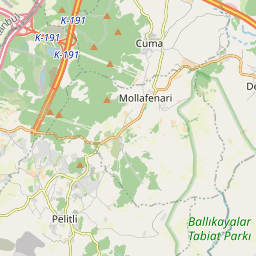 K-191
K-191
K-191
Cuma
Mollafenari
Pelitli
Ballıkayalar
Tabiat Parkı